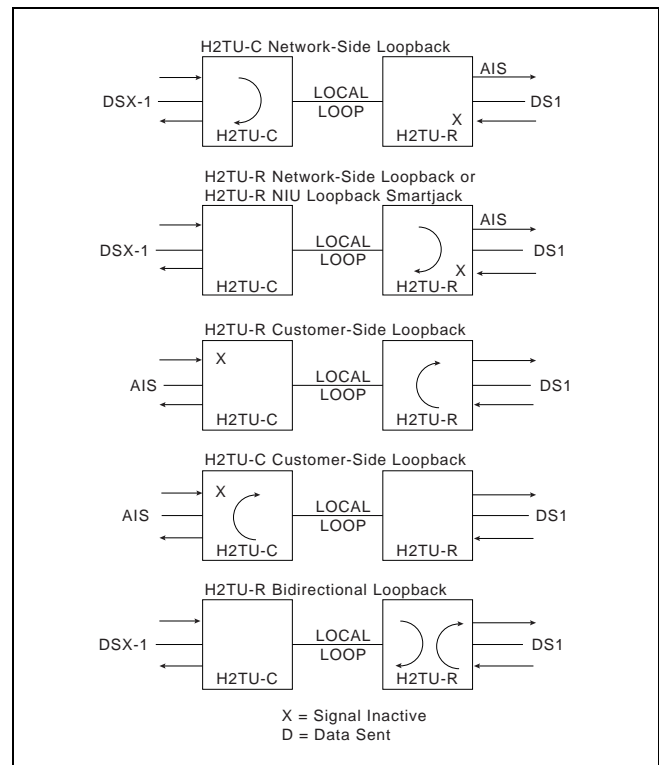 H2TU-C Network-Side Loopback
AIS
DSX-1
LOCAL
LOOP
DS1
X
H2TU-C
H2TU-R
H2TU-R Network-Side Loopback or
H2TU-R NIU Loopback Smartjack
AIS
DSX-1
LOCAL
LOOP
DS1
X
H2TU-C
H2TU-R
H2TU-R Customer-Side Loopback
X
AIS
LOCAL
LOOP
DS1
H2TU-C
H2TU-R
H2TU-C Customer-Side Loopback
X
AIS
LOCAL
LOOP
DS1
H2TU-C
H2TU-R
H2TU-R Bidirectional Loopback
DSX-1
LOCAL
LOOP
DS1
H2TU-C
H2TU-R
X = Signal Inactive
D = Data Sent